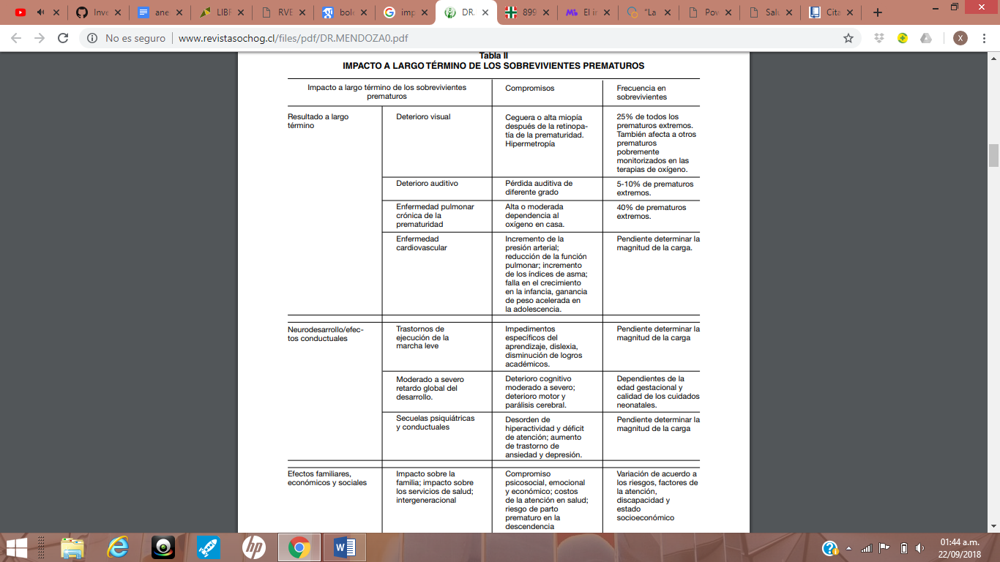 Inve
ane
LIBF
RVE
bole
imp
DR.
899
El in
"La
Pov
Salu
Cita
No es seguro
www.revistasochog.cl/files/pdf/DR.MENDOZA0.pdf
X
Tabla II
IMPACTO A LARGO TÉRMINO DE LOS SOBREVIVIENTES PREMATUROS
Impacto a largo término de los sobrevivientes
prematuros
Compromisos
Frecuencia en
sobrevivientes
Resultado a largo
término
Deterioro visual
Ceguera o alta miopía
después de la retinopa-
tía de la prematuridad.
Hipermetropía
25% de todos los
prematuros extremos.
También afecta a otros
prematuros
pobremente
monitorizados en las
terapias de oxígeno.
Deterioro auditivo
Pérdida auditiva de
diferente grado
5-10% de prematuros
extremos.
Enfermedad pulmonar
crónica de la
prematuridad
Alta o moderada
dependencia al
oxígeno en casa.
40% de prematuros
extremos.
Enfermedad
cardiovascular
Incremento de la
presión arterial;
reducción de la función
pulmonar; incremento
de los índices de asma;
falla en el crecimiento
en la infancia, ganancia
de peso acelerada en
la adolescencia.
Pendiente determinar la
magnitud de la carga.
Neurodesarrollo/efec-
tos conductuales
Trastornos de
ejecución de la
marcha leve
Impedimentos
específicos del
aprendizaje, dislexia,
disminución de logros
académicos.
Pendiente determinar la
magnitud de la carga
Moderado a severo
retardo global del
desarrollo.
Deterioro cognitivo
moderado a severo;
deterioro motor y
parálisis cerebral.
Dependientes de la
edad gestacional y
calidad de los cuidados
neonatales.
Secuelas psiquiátricas
y conductuales
Desorden de
hiperactividad y déficit
de atención; aumento
de trastorno de
ansiedad y depresión.
Pendiente determinar la
magnitud de la carga
Efectos familiares,
económicos y sociales
Impacto sobre la
familia; impacto sobre
los servicios de salud;
intergeneracional
Compromiso
psicosocial, emocional
y económico; costos
de la atención en salud;
riesgo de parto
prematuro en la
descendencia
Variación de acuerdo a
los riesgos, factores de
la atención,
discapacidad y
estado
socioeconómico
hp
01:44 a.m.
22/09/2018